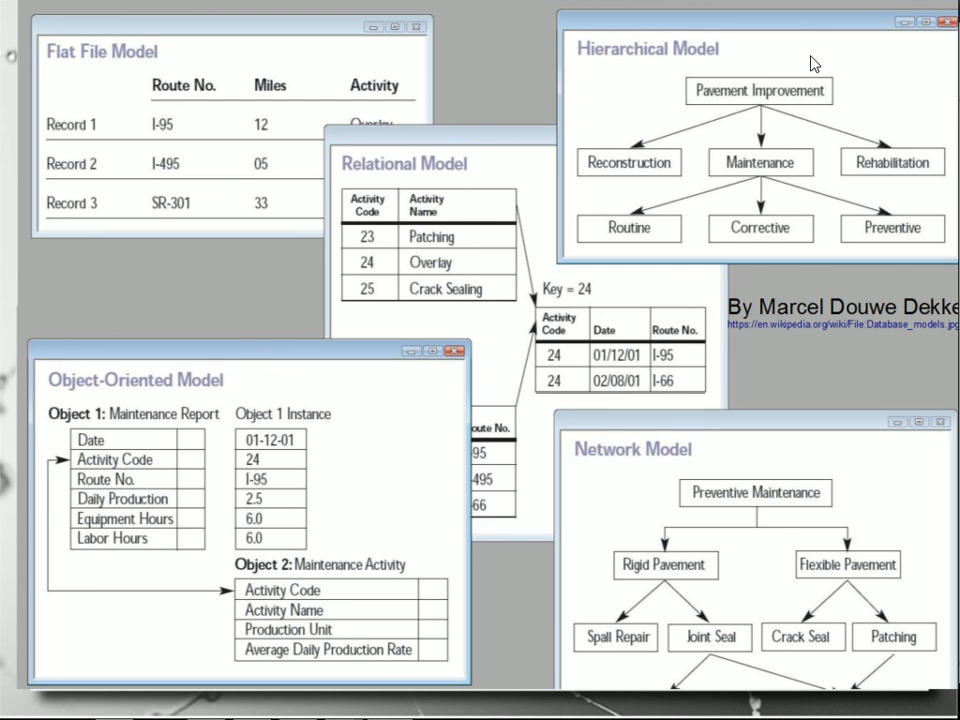 Flat File Model
Route No. Miles Activity
Record 1 I-95 12 Overlay
Record 2 I-495 05
Record 3 SR-301 33
Hierarchical Model
Pavement Improvement
Reconstruction Maintenance Rehabilitation
Routine Corrective Preventive
Relational Model
Activity Code Activity Name
23 Patching
24 Overlay
25 Crack Sealing
Key = 24
Activity Code Date Route No.
24 01/12/01 I-95
24 02/08/01 I-66
oute No.
-95
495
-66
By Marcel Douwe Dekke
https://en.wikipedia.org/wiki/File:Database_models.jpg
Object-Oriented Model
Object 1: Maintenance Report Object 1 Instance
Date 01-12-01
Activity Code 24
Route No. I-95
Daily Production 2.5
Equipment Hours 6.0
Labor Hours 6.0
Object 2: Maintenance Activity
Activity Code
Activity Name
Production Unit
Average Daily Production Rate
Network Model
Preventive Maintenance
Rigid Pavement Flexible Pavement
Spall Repair Joint Seal Crack Seal Patching